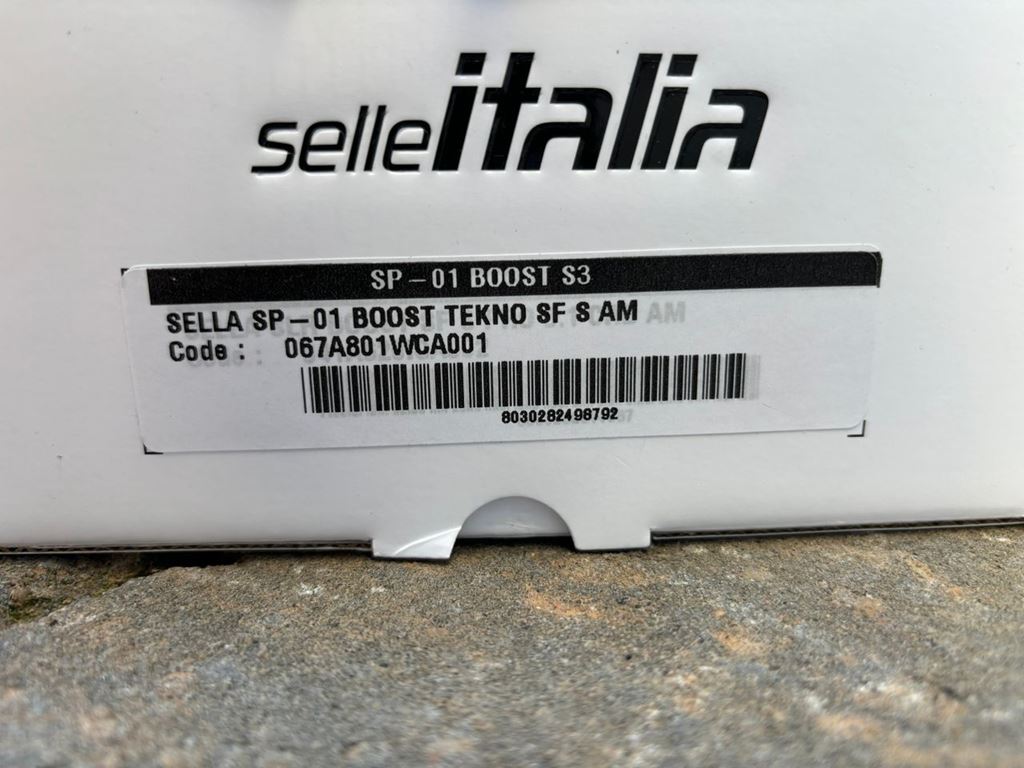 selleitalia
SP-01 BOOST S3
SELLA SP-01 BOOST TEKNO SF S AM
Code : 067A801WCA001
8030282498792